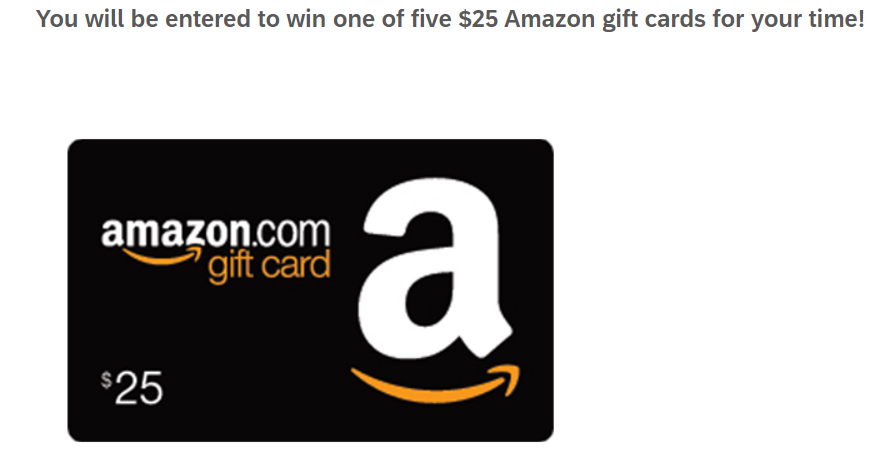 You will be entered to win one of five $25 Amazon gift cards for your time!
amazon.com
gift card
a
$25